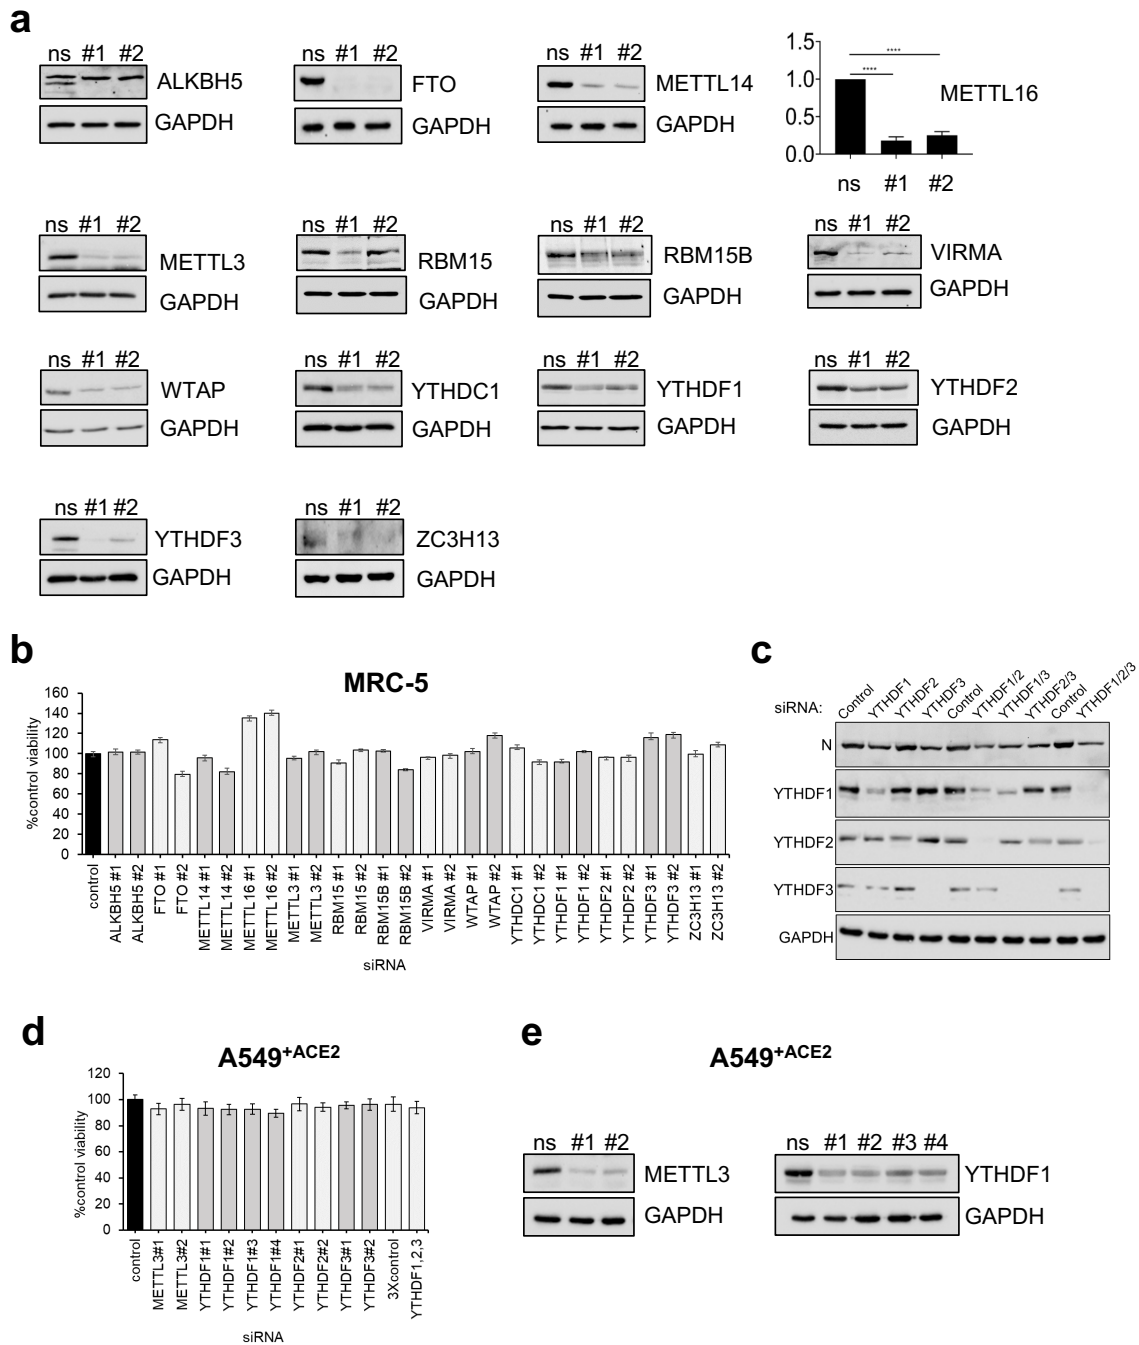 a
ns #1 #2
ALKBH5
GAPDH
ns #1 #2
FTO
GAPDH
ns #1 #2
METTL14
GAPDH
1.5
1.0
0.5
0.0
****
****
METTL16
ns #1 #2
ns #1 #2
METTL3
GAPDH
ns #1 #2
RBM15
GAPDH
ns #1 #2
RBM15B
GAPDH
ns #1 #2
VIRMA
GAPDH
ns #1 #2
WTAP
GAPDH
ns #1 #2
YTHDC1
GAPDH
ns #1 #2
YTHDF1
GAPDH
ns #1 #2
YTHDF2
GAPDH
ns #1 #2
YTHDF3
GAPDH
ns #1 #2
ZC3H13
GAPDH
b
MRC-5
%control viability
160
140
120
100
80
60
40
20
0
control
ALKBH5 #1
ALKBH5 #2
FTO #1
FTO #2
METTL14 #1
METTL14 #2
METTL16 #1
METTL16 #2
METTL3 #1
METTL3 #2
RBM15 #1
RBM15 #2
RBM15B #1
RBM15B #2
VIRMA #1
VIRMA #2
WTAP #1
WTAP #2
YTHDC1 #1
YTHDC1 #2
YTHDF1 #1
YTHDF1 #2
YTHDF2 #1
YTHDF2 #2
YTHDF3 #1
YTHDF3 #2
ZC3H13 #1
ZC3H13 #2
siRNA
c
siRNA:
Control
YTHDF1
YTHDF2
YTHDF3
Control
YTHDF1/2
YTHDF1/3
YTHDF2/3
Control
YTHDF1/2/3
N
YTHDF1
YTHDF2
YTHDF3
GAPDH
d
A549+ACE2
%control viability
120
100
80
60
40
20
0
control
METTL3#1
METTL3#2
YTHDF1#1
YTHDF1#2
YTHDF1#3
YTHDF1#4
YTHDF2#1
YTHDF2#2
YTHDF3#1
YTHDF3#2
3Xcontrol
YTHDF1,2,3
siRNA
e
A549+ACE2
ns #1 #2
METTL3
GAPDH
ns #1 #2 #3 #4
YTHDF1
GAPDH